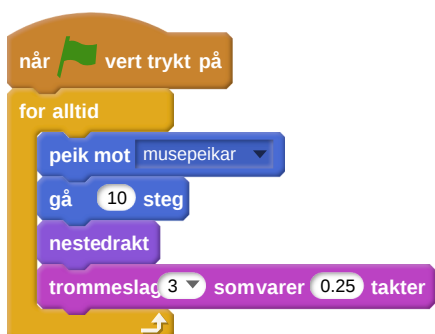 når vert trykt på
for alltid
peik mot musepeikar
gå 10 steg
nestedrakt
trommeslag 3 somvarer 0.25 takter